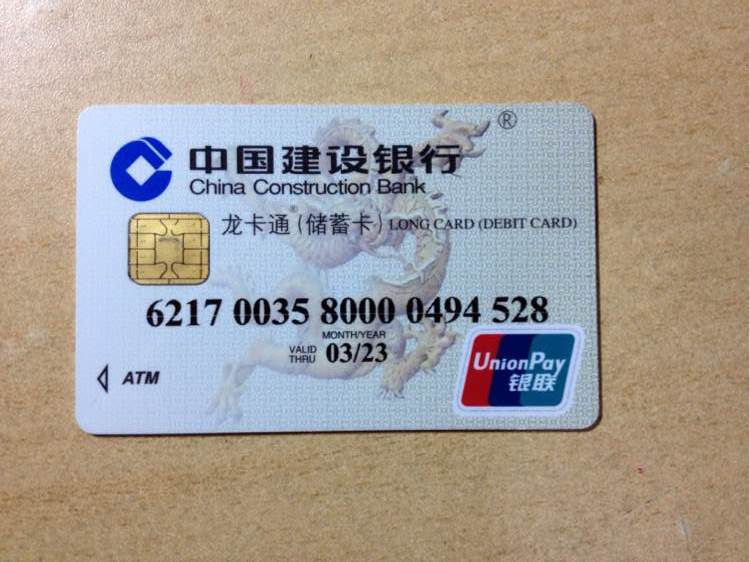 ®
中国建设银行
China Construction Bank
龙卡通(储蓄卡) LONG CARD (DEBIT CARD)
6217 0035 8000 0494 528
MONTH/YEAR
VALID THRU 03/23
ATM
UnionPay
银联